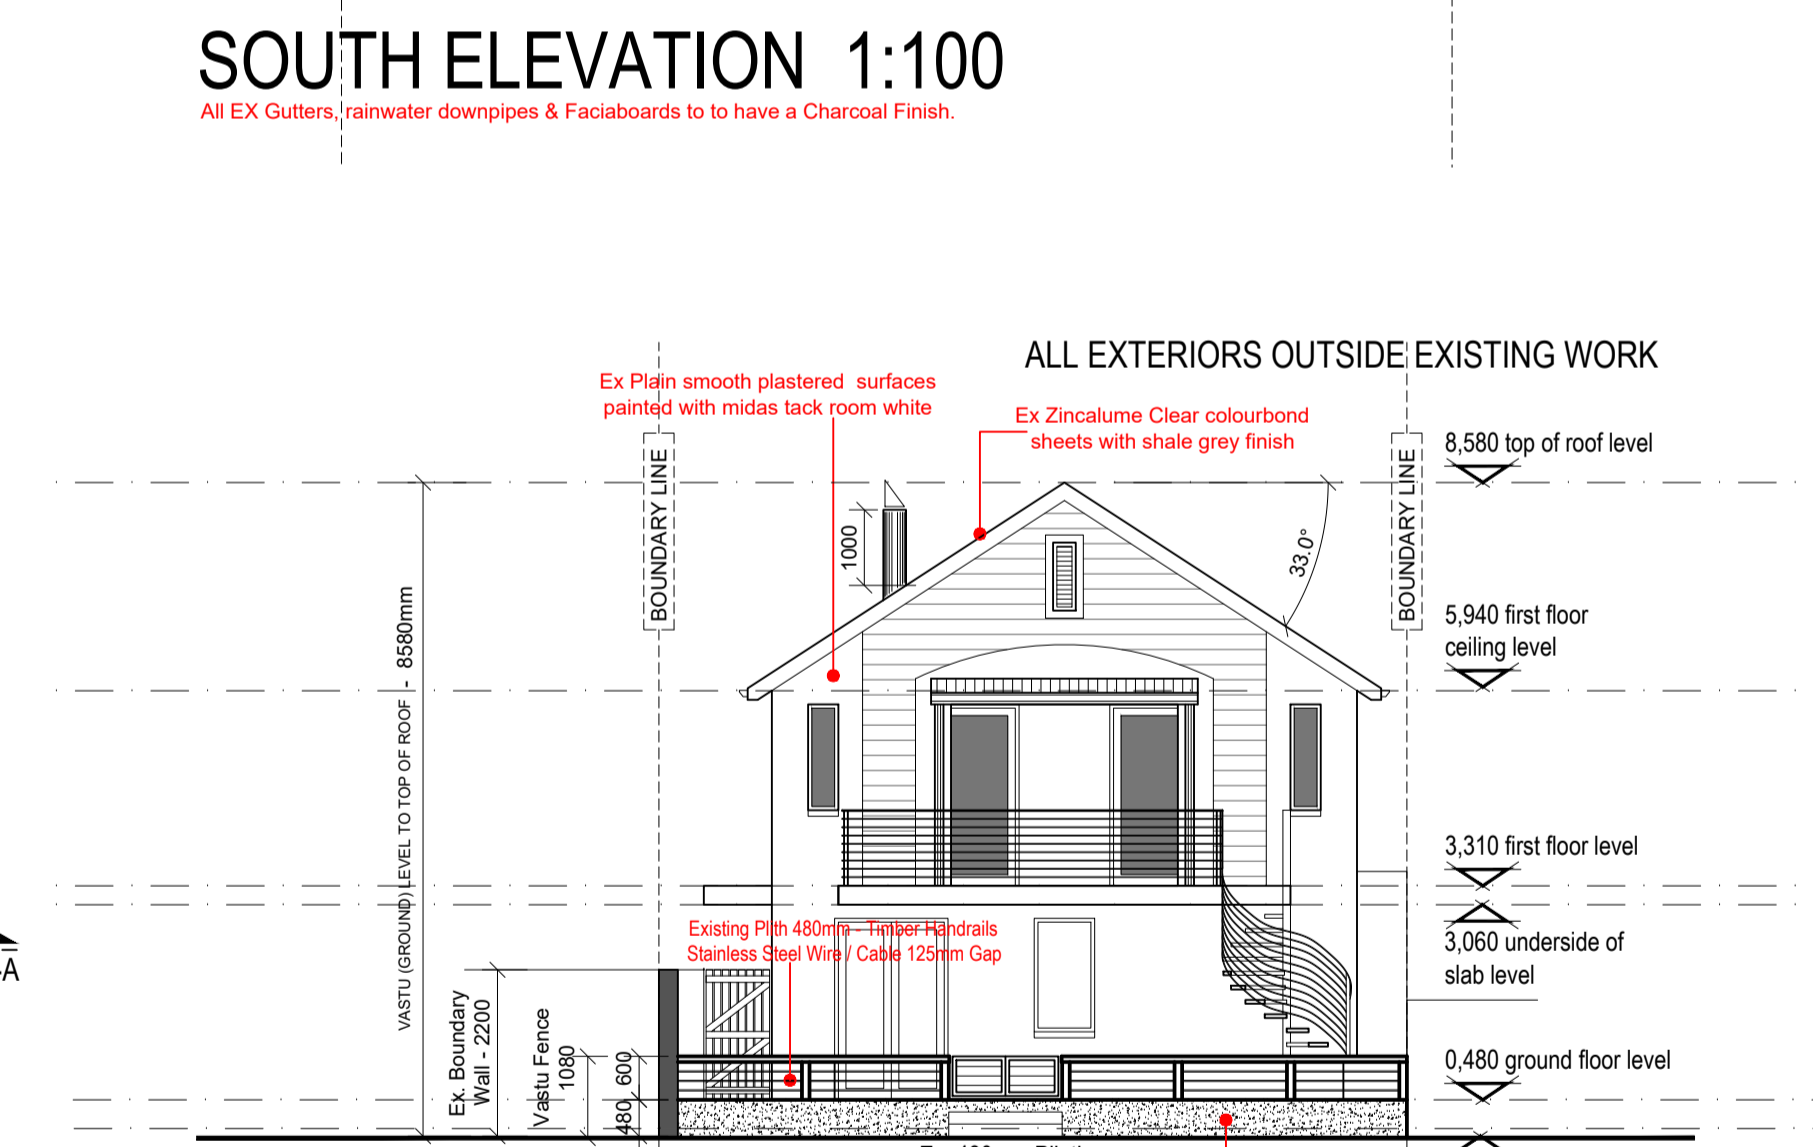 SOUTH ELEVATION 1:100
All EX Gutters, rainwater downpipes & Faciaboards to to have a Charcoal Finish.
ALL EXTERIORS OUTSIDE EXISTING WORK
Ex Plain smooth plastered surfaces
painted with midas tack room white
Ex Zincalume Clear colourbond
sheets with shale grey finish
BOUNDARY LINE
BOUNDARY LINE
8,580 top of roof level
1000
33.0°
5,940 first floor
ceiling level
VASTU (GROUND) LEVEL TO TOP OF ROOF - 8580mm
3,310 first floor level
Existing Plith 480mm - Timber Handrails
Stainless Steel Wire / Cable 125mm Gap
3,060 underside of
slab level
-A
Ex. Boundary
Wall - 2200
Vastu Fence
1080
600
480
0,480 ground floor level